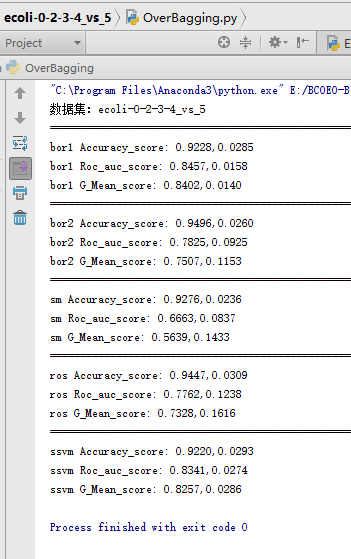 ecoli-0-2-3-4_vs_5 OverBagging.py
Project E
OverBagging
"C:\Program Files\Anaconda3\python.exe" E:/BCOEO-B
数据集: ecoli-0-2-3-4_vs_5
bor1 Accuracy_score: 0.9228,0.0285
bor1 Roc_auc_score: 0.8457,0.0158
bor1 G_Mean_score: 0.8402,0.0140
bor2 Accuracy_score: 0.9496,0.0260
bor2 Roc_auc_score: 0.7825,0.0925
bor2 G_Mean_score: 0.7507,0.1153
sm Accuracy_score: 0.9276,0.0236
sm Roc_auc_score: 0.6663,0.0837
sm G_Mean_score: 0.5639,0.1433
ros Accuracy_score: 0.9447,0.0309
ros Roc_auc_score: 0.7762,0.1238
ros G_Mean_score: 0.7328,0.1616
ssvm Accuracy_score: 0.9220,0.0293
ssvm Roc_auc_score: 0.8341,0.0274
ssvm G_Mean_score: 0.8257,0.0286
Process finished with exit code 0